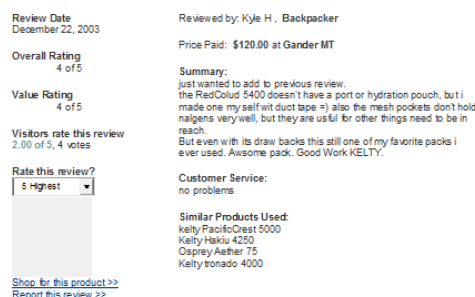 Review Date
December 22, 2003
Overall Rating
4 of 5
Value Rating
4 of 5
Visitors rate this review
2.00 of 5, 4 votes
Rate this review?
5 Highest
Shop for this product >>
Report this review >>
Reviewed by: Kyle H , Backpacker
Price Paid: $120.00 at Gander MT
Summary:
just wanted to add to previous review.
the RedColud 5400 doesn't have a port or hydration pouch, but i
made one my self wit duct tape =) also the mesh pockets don't hold
nalgens very well, but they are usful for other things need to be in
reach.
But even with its draw backs this still one of my favorite packs i
ever used. Awsome pack. Good Work KELTY.
Customer Service:
no problems
Similar Products Used:
kelty PacificCrest 5000
Kelty Hakiu 4250
Osprey Aether 75
Kelty tronado 4000